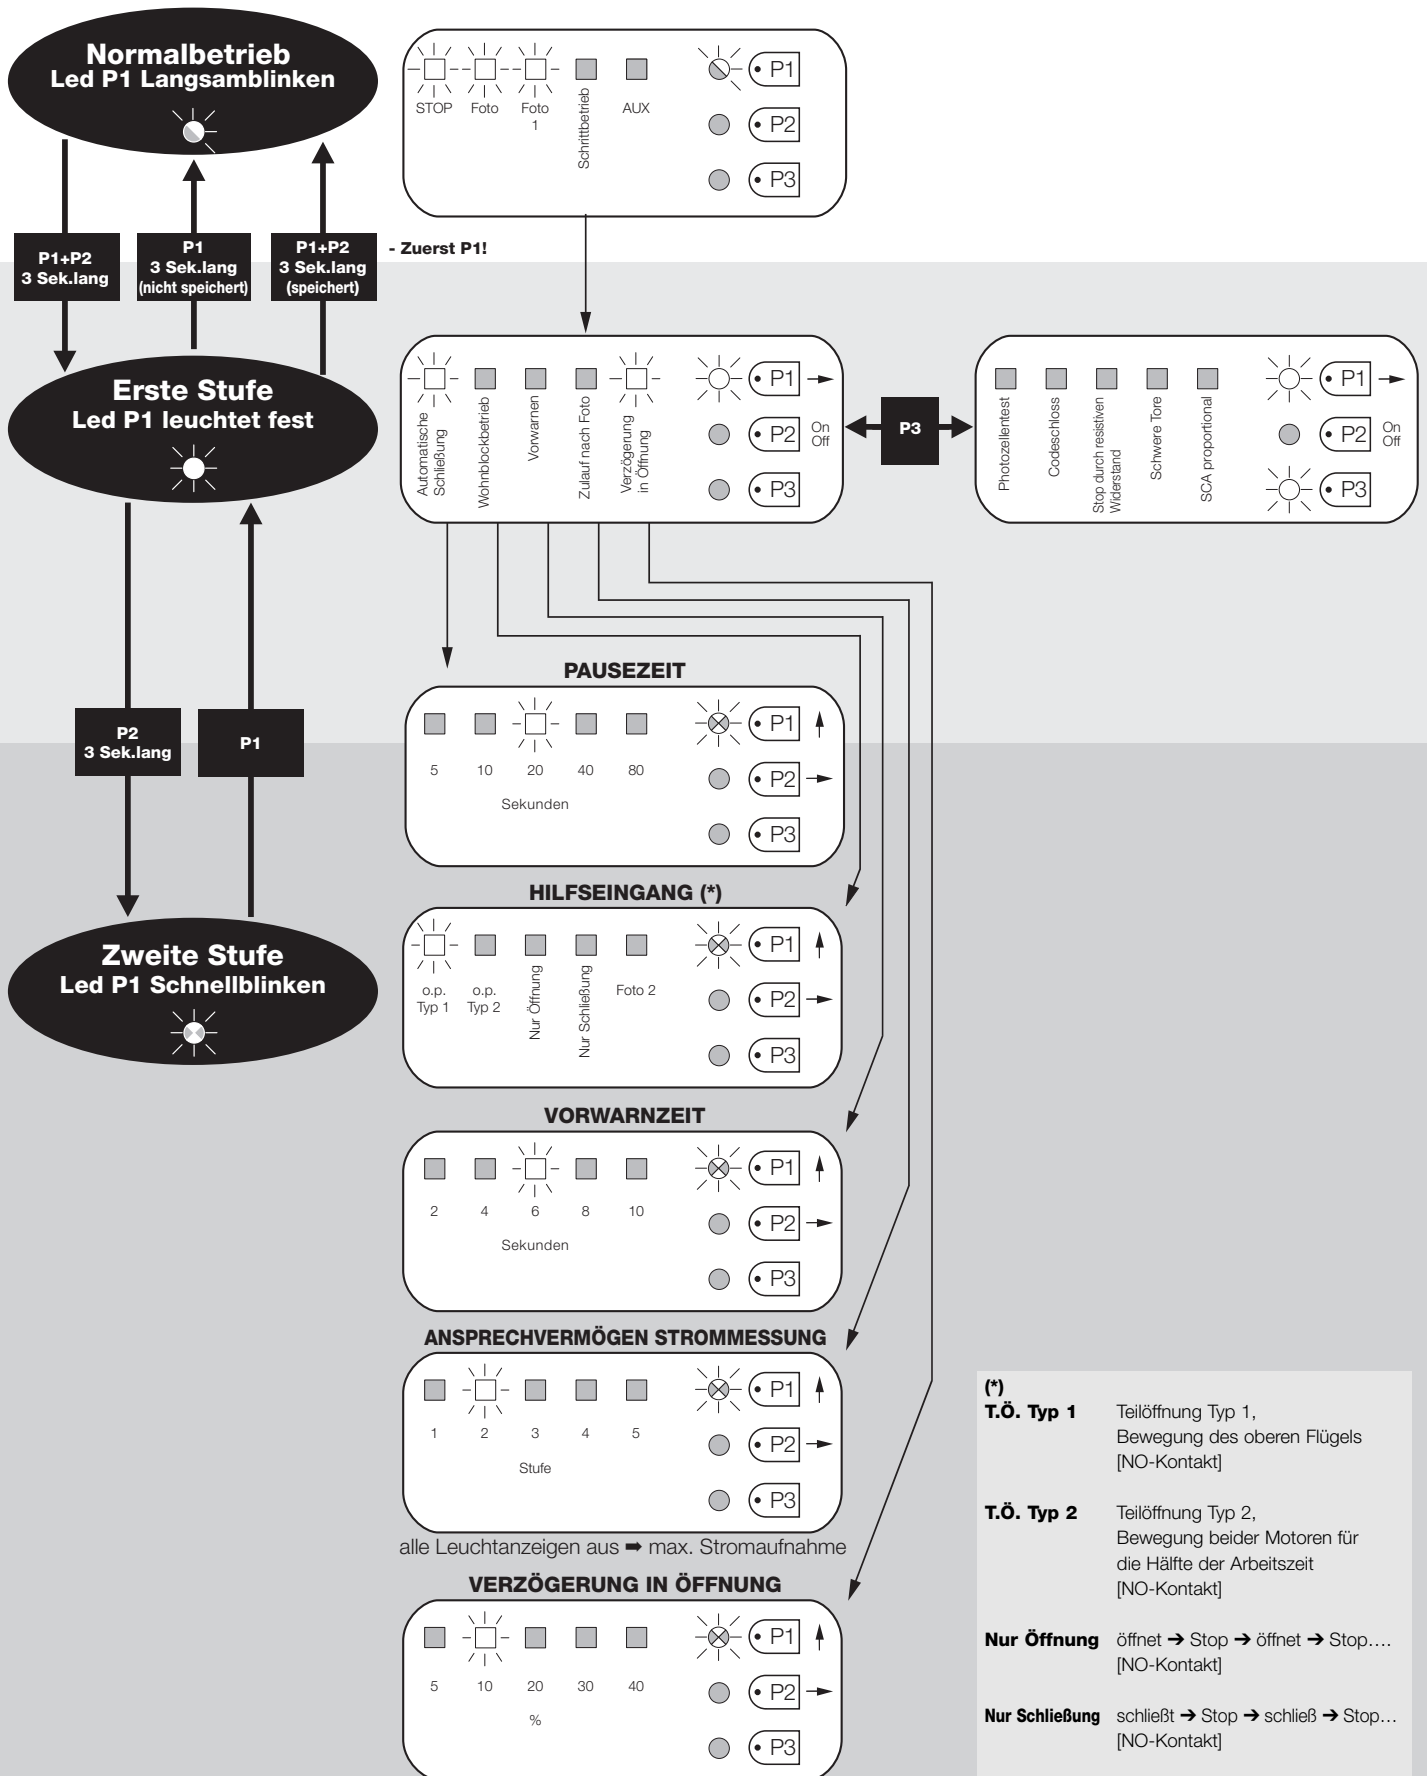 Normalbetrieb
Led P1 Langsamblinken
STOP
Foto
Foto
1
Schrittbetrieb
AUX
P1
P2
P3
P1+P2
3 Sek.lang
P1
3 Sek.lang
(nicht speichert)
P1+P2
3 Sek.lang
(speichert)
- Zuerst P1!
Erste Stufe
Led P1 leuchtet fest
Automatische
Schließung
Wohnblockbetrieb
Vorwarnen
Zulauf nach Foto
Verzögerung
in Öffnung
P1
P2
On
Off
P3
P3
Photozellentest
Codeschloss
Stop durch resistiven
Widerstand
Schwere Tore
SCA proportional
P1
P2
On
Off
P3
P2
3 Sek.lang
P1
PAUSEZEIT
5 10 20 40 80
Sekunden
P1
P2
P3
Zweite Stufe
Led P1 Schnellblinken
HILFSEINGANG (*)
o.p.
Typ 1
o.p.
Typ 2
Nur Öffnung
Nur Schließung
Foto 2
P1
P2
P3
VORWARNZEIT
2 4 6 8 10
Sekunden
P1
P2
P3
ANSPRECHVERMÖGEN STROMMESSUNG
1 2 3 4 5
Stufe
P1
P2
P3
alle Leuchtanzeigen aus ➡ max. Stromaufnahme
VERZÖGERUNG IN ÖFFNUNG
5 10 20 30 40
%
P1
P2
P3
(*)
T.Ö. Typ 1 Teilöffnung Typ 1,
Bewegung des oberen Flügels
[NO-Kontakt]
T.Ö. Typ 2 Teilöffnung Typ 2,
Bewegung beider Motoren für
die Hälfte der Arbeitszeit
[NO-Kontakt]
Nur Öffnung öffnet ➔ Stop ➔ öffnet ➔ Stop....
[NO-Kontakt]
Nur Schließung schließt ➔ Stop ➔ schließ ➔ Stop...
[NO-Kontakt]